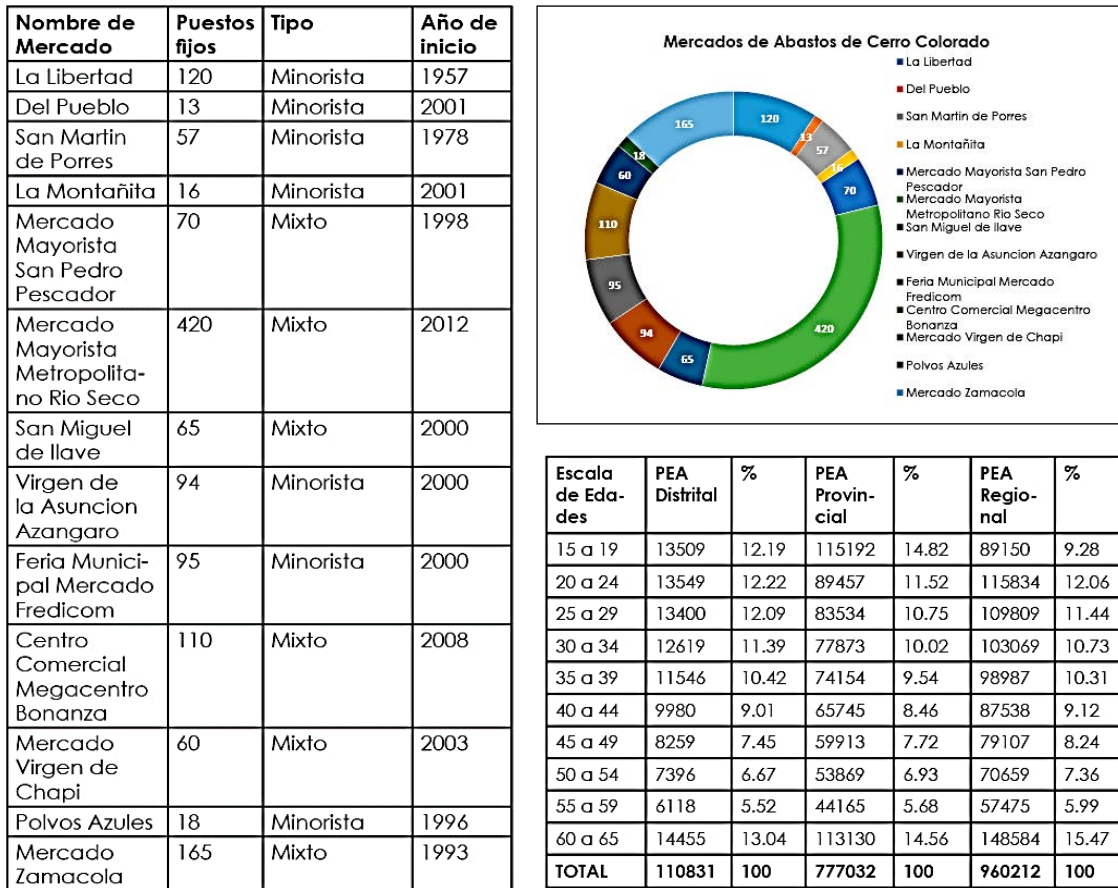 Nombre de Mercado | Puestos fijos | Tipo | Año de inicio
La Libertad | 120 | Minorista | 1957
Del Pueblo | 13 | Minorista | 2001
San Martin de Porres | 57 | Minorista | 1978
La Montañita | 16 | Minorista | 2001
Mercado Mayorista San Pedro Pescador | 70 | Mixto | 1998
Mercado Mayorista Metropolita-no Rio Seco | 420 | Mixto | 2012
San Miguel de Ilave | 65 | Mixto | 2000
Virgen de la Asuncion Azangaro | 94 | Minorista | 2000
Feria Munici-pal Mercado Fredicom | 95 | Minorista | 2000
Centro Comercial Megacentro Bonanza | 110 | Mixto | 2008
Mercado Virgen de Chapi | 60 | Mixto | 2003
Polvos Azules | 18 | Minorista | 1996
Mercado Zamacola | 165 | Mixto | 1993
Mercados de Abastos de Cerro Colorado
120
13
57
16
70
420
65
94
95
110
60
18
165
La Libertad
Del Pueblo
San Martin de Porres
La Montañita
Mercado Mayorista San Pedro
Pescador
Mercado Mayorista
Metropolitano Rio Seco
San Miguel de Ilave
Virgen de la Asuncion Azangaro
Feria Municipal Mercado
Fredicom
Centro Comercial Megacentro
Bonanza
Mercado Virgen de Chapi
Polvos Azules
Mercado Zamacola
Escala de Eda-des | PEA Distrital | % | PEA Provin-cial | % | PEA Regio-nal | %
15 a 19 | 13509 | 12.19 | 115192 | 14.82 | 89150 | 9.28
20 a 24 | 13549 | 12.22 | 89457 | 11.52 | 115834 | 12.06
25 a 29 | 13400 | 12.09 | 83534 | 10.75 | 109809 | 11.44
30 a 34 | 12619 | 11.39 | 77873 | 10.02 | 103069 | 10.73
35 a 39 | 11546 | 10.42 | 74154 | 9.54 | 98987 | 10.31
40 a 44 | 9980 | 9.01 | 65745 | 8.46 | 87538 | 9.12
45 a 49 | 8259 | 7.45 | 59913 | 7.72 | 79107 | 8.24
50 a 54 | 7396 | 6.67 | 53869 | 6.93 | 70659 | 7.36
55 a 59 | 6118 | 5.52 | 44165 | 5.68 | 57475 | 5.99
60 a 65 | 14455 | 13.04 | 113130 | 14.56 | 148584 | 15.47
TOTAL | 110831 | 100 | 777032 | 100 | 960212 | 100